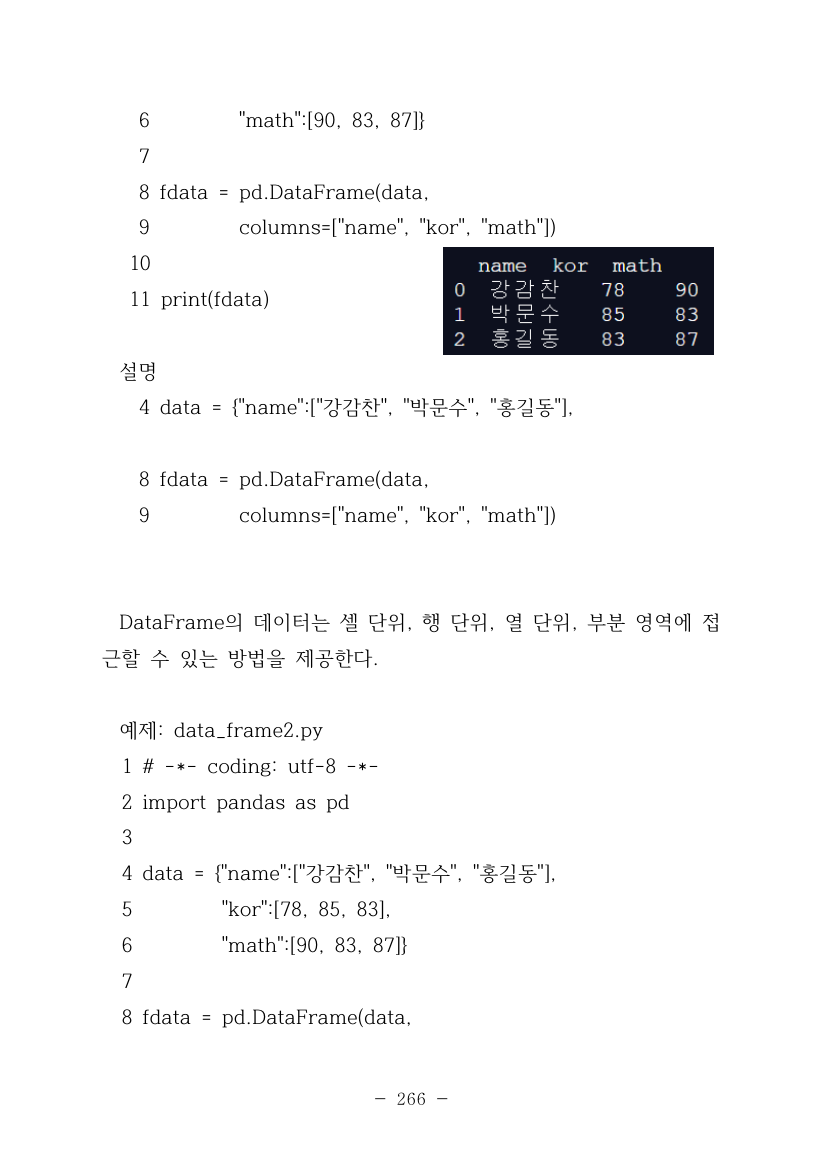 6 "math":[90, 83, 87]}
7
8 fdata = pd.DataFrame(data,
9 columns=["name", "kor", "math"])
10
11 print(fdata)
name kor math
0 강감찬 78 90
1 박문수 85 83
2 홍길동 83 87
설명
4 data = {"name":["강감찬", "박문수", "홍길동"],
8 fdata = pd.DataFrame(data,
9 columns=["name", "kor", "math"])
DataFrame의 데이터는 셀 단위, 행 단위, 열 단위, 부분 영역에 접
근할 수 있는 방법을 제공한다.
예제: data_frame2.py
1 # -*- coding: utf-8 -*-
2 import pandas as pd
3
4 data = {"name":["강감찬", "박문수", "홍길동"],
5 "kor":[78, 85, 83],
6 "math":[90, 83, 87]}
7
8 fdata = pd.DataFrame(data,
- 266 -